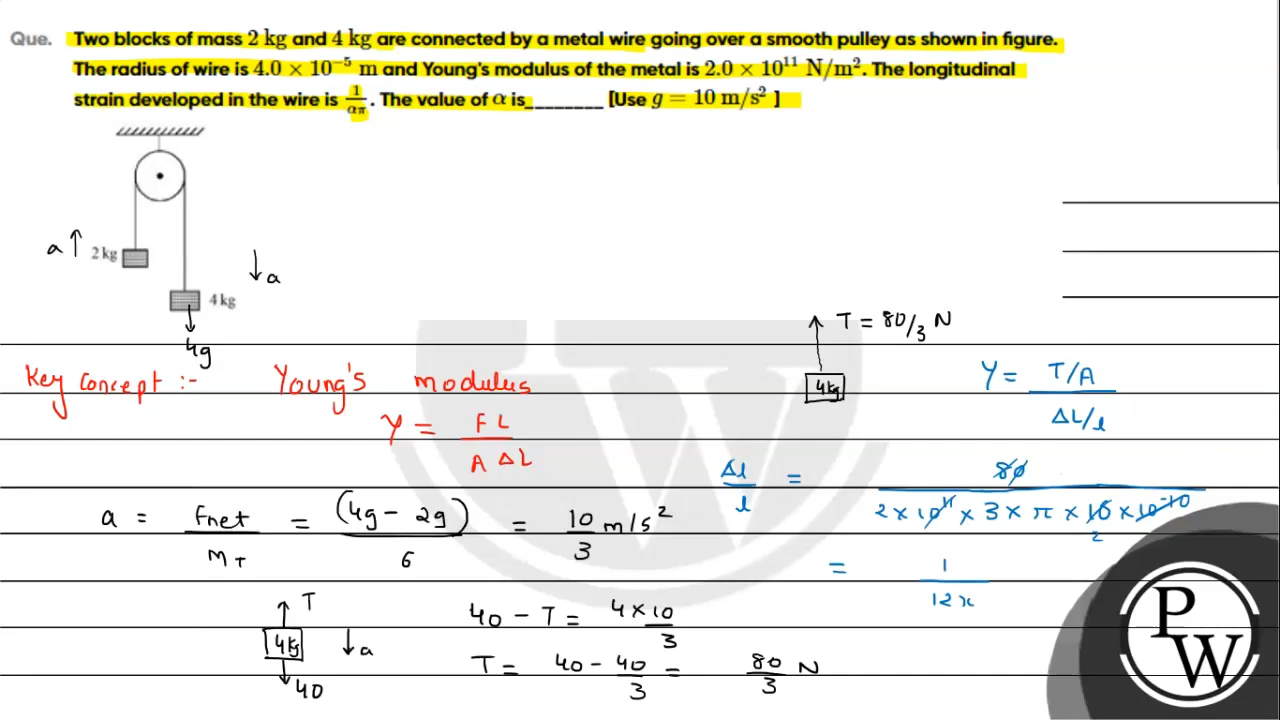 Que. Two blocks of mass 2 kg and 4 kg are connected by a metal wire going over a smooth pulley as shown in figure.
The radius of wire is 4.0 × 10⁻⁵ m and Young's modulus of the metal is 2.0 × 10¹¹ N/m². The longitudinal
strain developed in the wire is 1/απ. The value of α is________ [Use g = 10 m/s² ]
a↑ 2 kg
↓a
4 kg
4g
T = 80/3 N
4kg
Key Concept :- Young's modulus
Y = FL / A ΔL
Y = T/A / ΔL/l
Δl/l = 80 / 2 × 10¹¹ × 3 × π × 16 × 10⁻¹⁰
2
= 1 / 12π
a = Fnet / mT = (4g - 2g) / 6 = 10/3 m/s²
T
4kg ↓a
40
40 - T = 4 × 10/3
T = 40 - 40/3 = 80/3 N
P
W